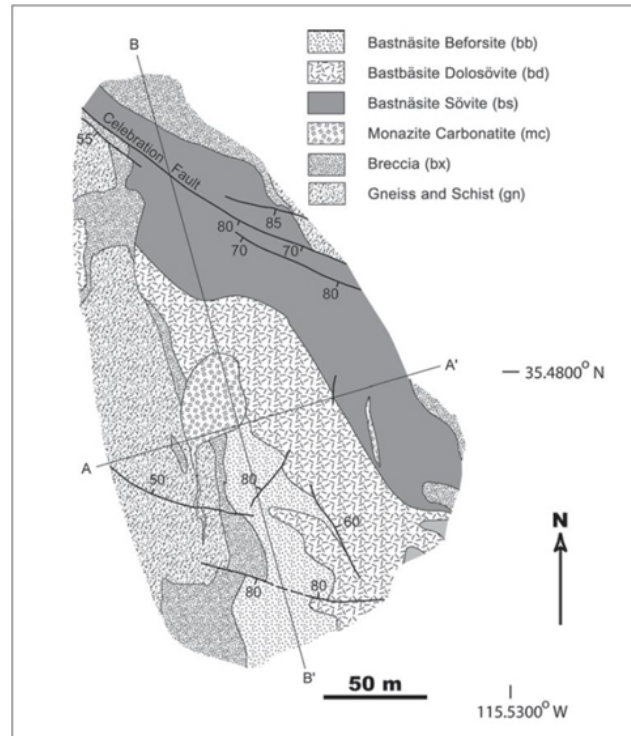 B
Bastnäsite Beforsite (bb)
Bastbäsite Dolosövite (bd)
Bastnäsite Sövite (bs)
Monazite Carbonatite (mc)
Breccia (bx)
Gneiss and Schist (gn)
Celebration Fault
55
85
80
70
70
80
A'
35.4800° N
A
50
80
60
80
80
N
B'
50 m
115.5300° W